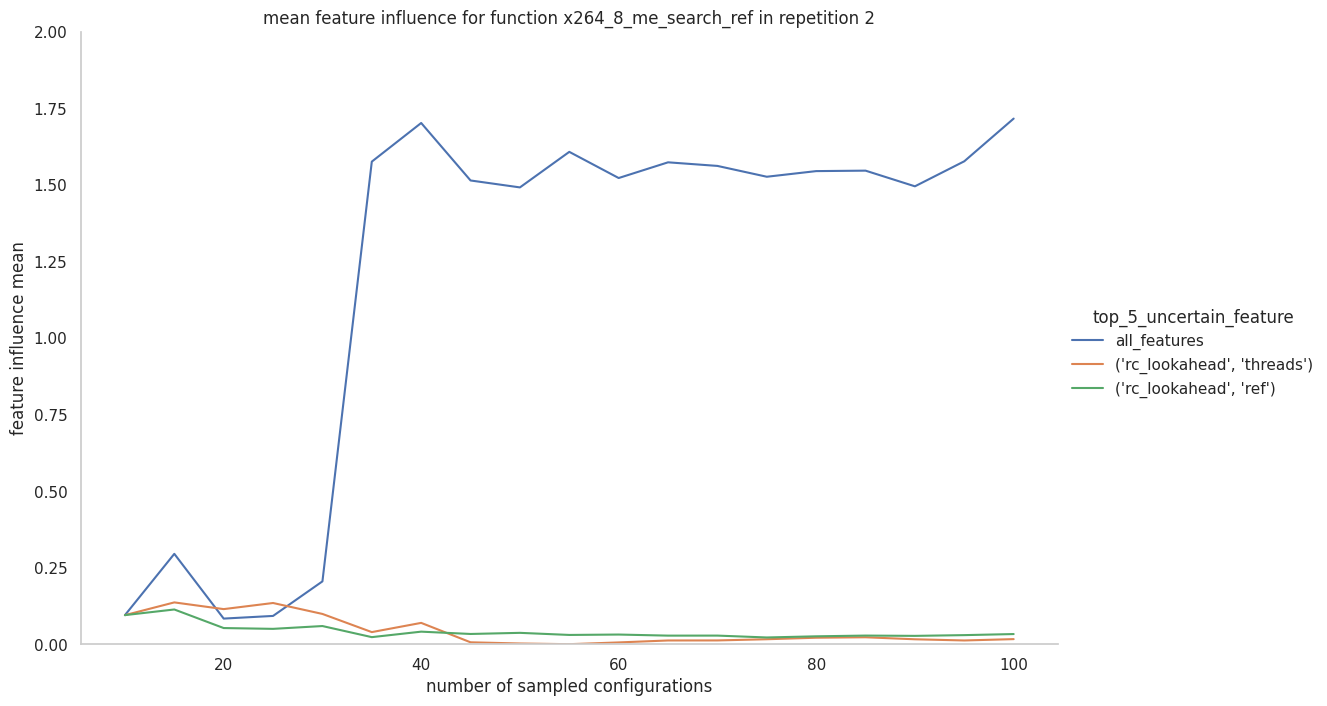 mean feature influence for function x264_8_me_search_ref in repetition 2
2.00
1.75
1.50
1.25
1.00
0.75
0.50
0.25
0.00
feature influence mean
20
40
60
80
100
number of sampled configurations
top_5_uncertain_feature
all_features
('rc_lookahead', 'threads')
('rc_lookahead', 'ref')